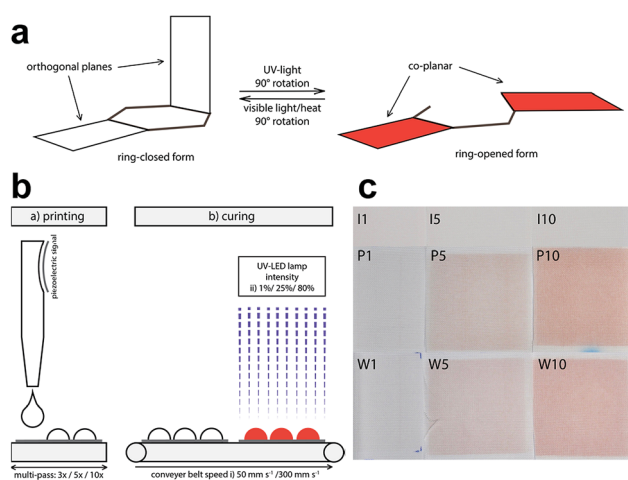 a
orthogonal planes
UV-light
90° rotation
visible light/heat
90° rotation
co-planar
ring-closed form
ring-opened form
b
a) printing
b) curing
piezoelectric signal
UV-LED lamp
intensity
ii) 1%/ 25%/ 80%
multi-pass: 3x / 5x / 10x
conveyer belt speed i) 50 mm s⁻¹ /300 mm s⁻¹
c
I1
I5
I10
P1
P5
P10
W1
W5
W10